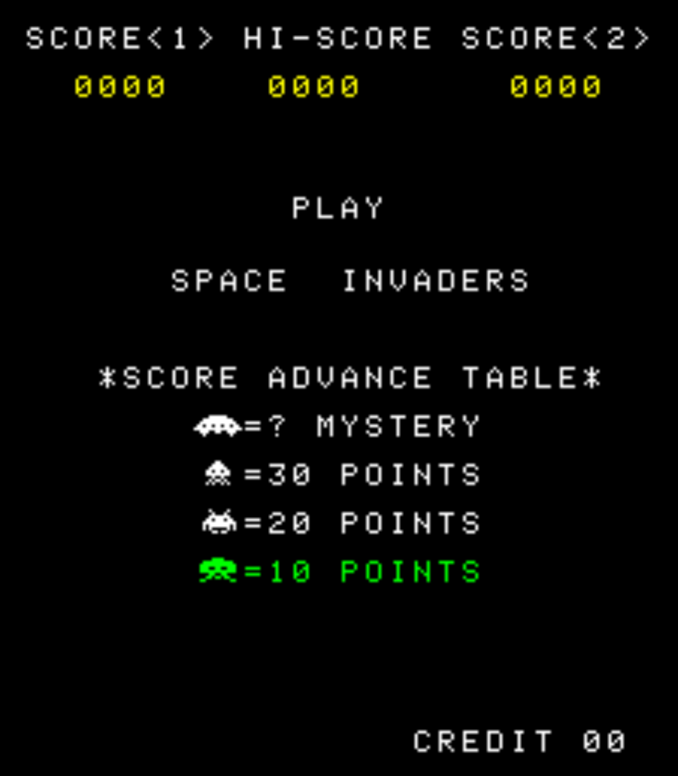 SCORE<1> HI-SCORE SCORE<2>
0000 0000 0000
PLAY
SPACE INVADERS
*SCORE ADVANCE TABLE*
=? MYSTERY
=30 POINTS
=20 POINTS
=10 POINTS
CREDIT 00